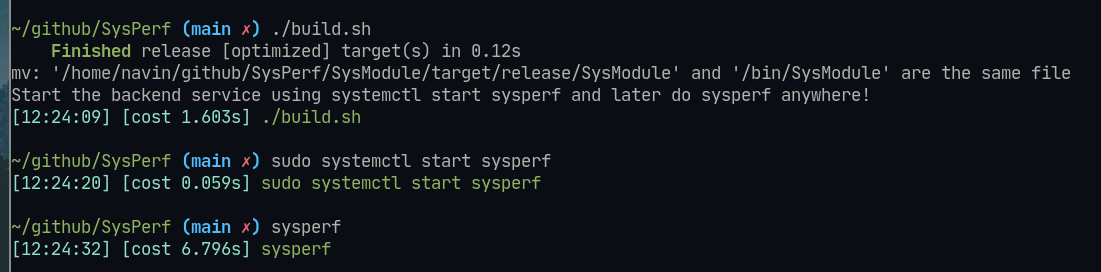 ~/github/SysPerf (main ✗) ./build.sh
    Finished release [optimized] target(s) in 0.12s
mv: '/home/navin/github/SysPerf/SysModule/target/release/SysModule' and '/bin/SysModule' are the same file
Start the backend service using systemctl start sysperf and later do sysperf anywhere!
[12:24:09] [cost 1.603s] ./build.sh
~/github/SysPerf (main ✗) sudo systemctl start sysperf
[12:24:20] [cost 0.059s] sudo systemctl start sysperf
~/github/SysPerf (main ✗) sysperf
[12:24:32] [cost 6.796s] sysperf